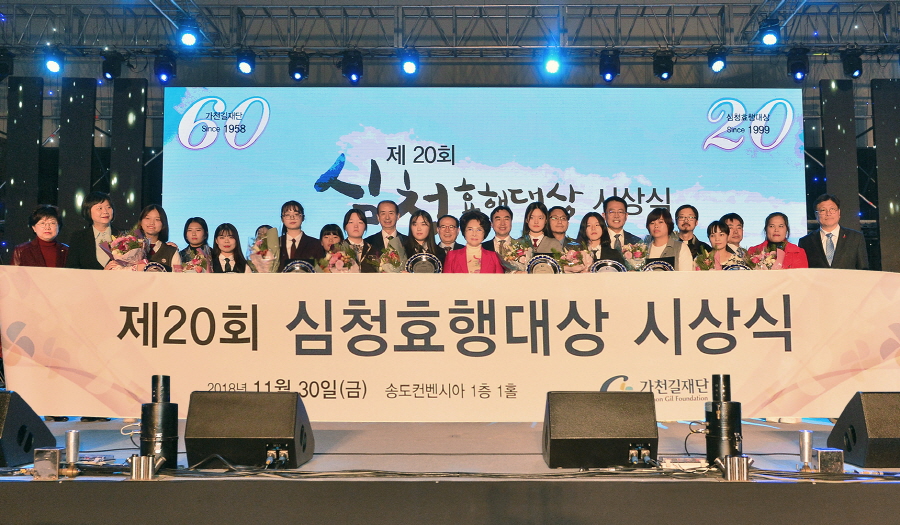 60
가천길재단
Since 1958
20
심청효행대상
Since 1999
제 20회
심청효행대상 시상식
제20회 심청효행대상 시상식
2018년 11월 30일(금) 송도컨벤시아 1층 1홀
가천길재단
Gil Foundation